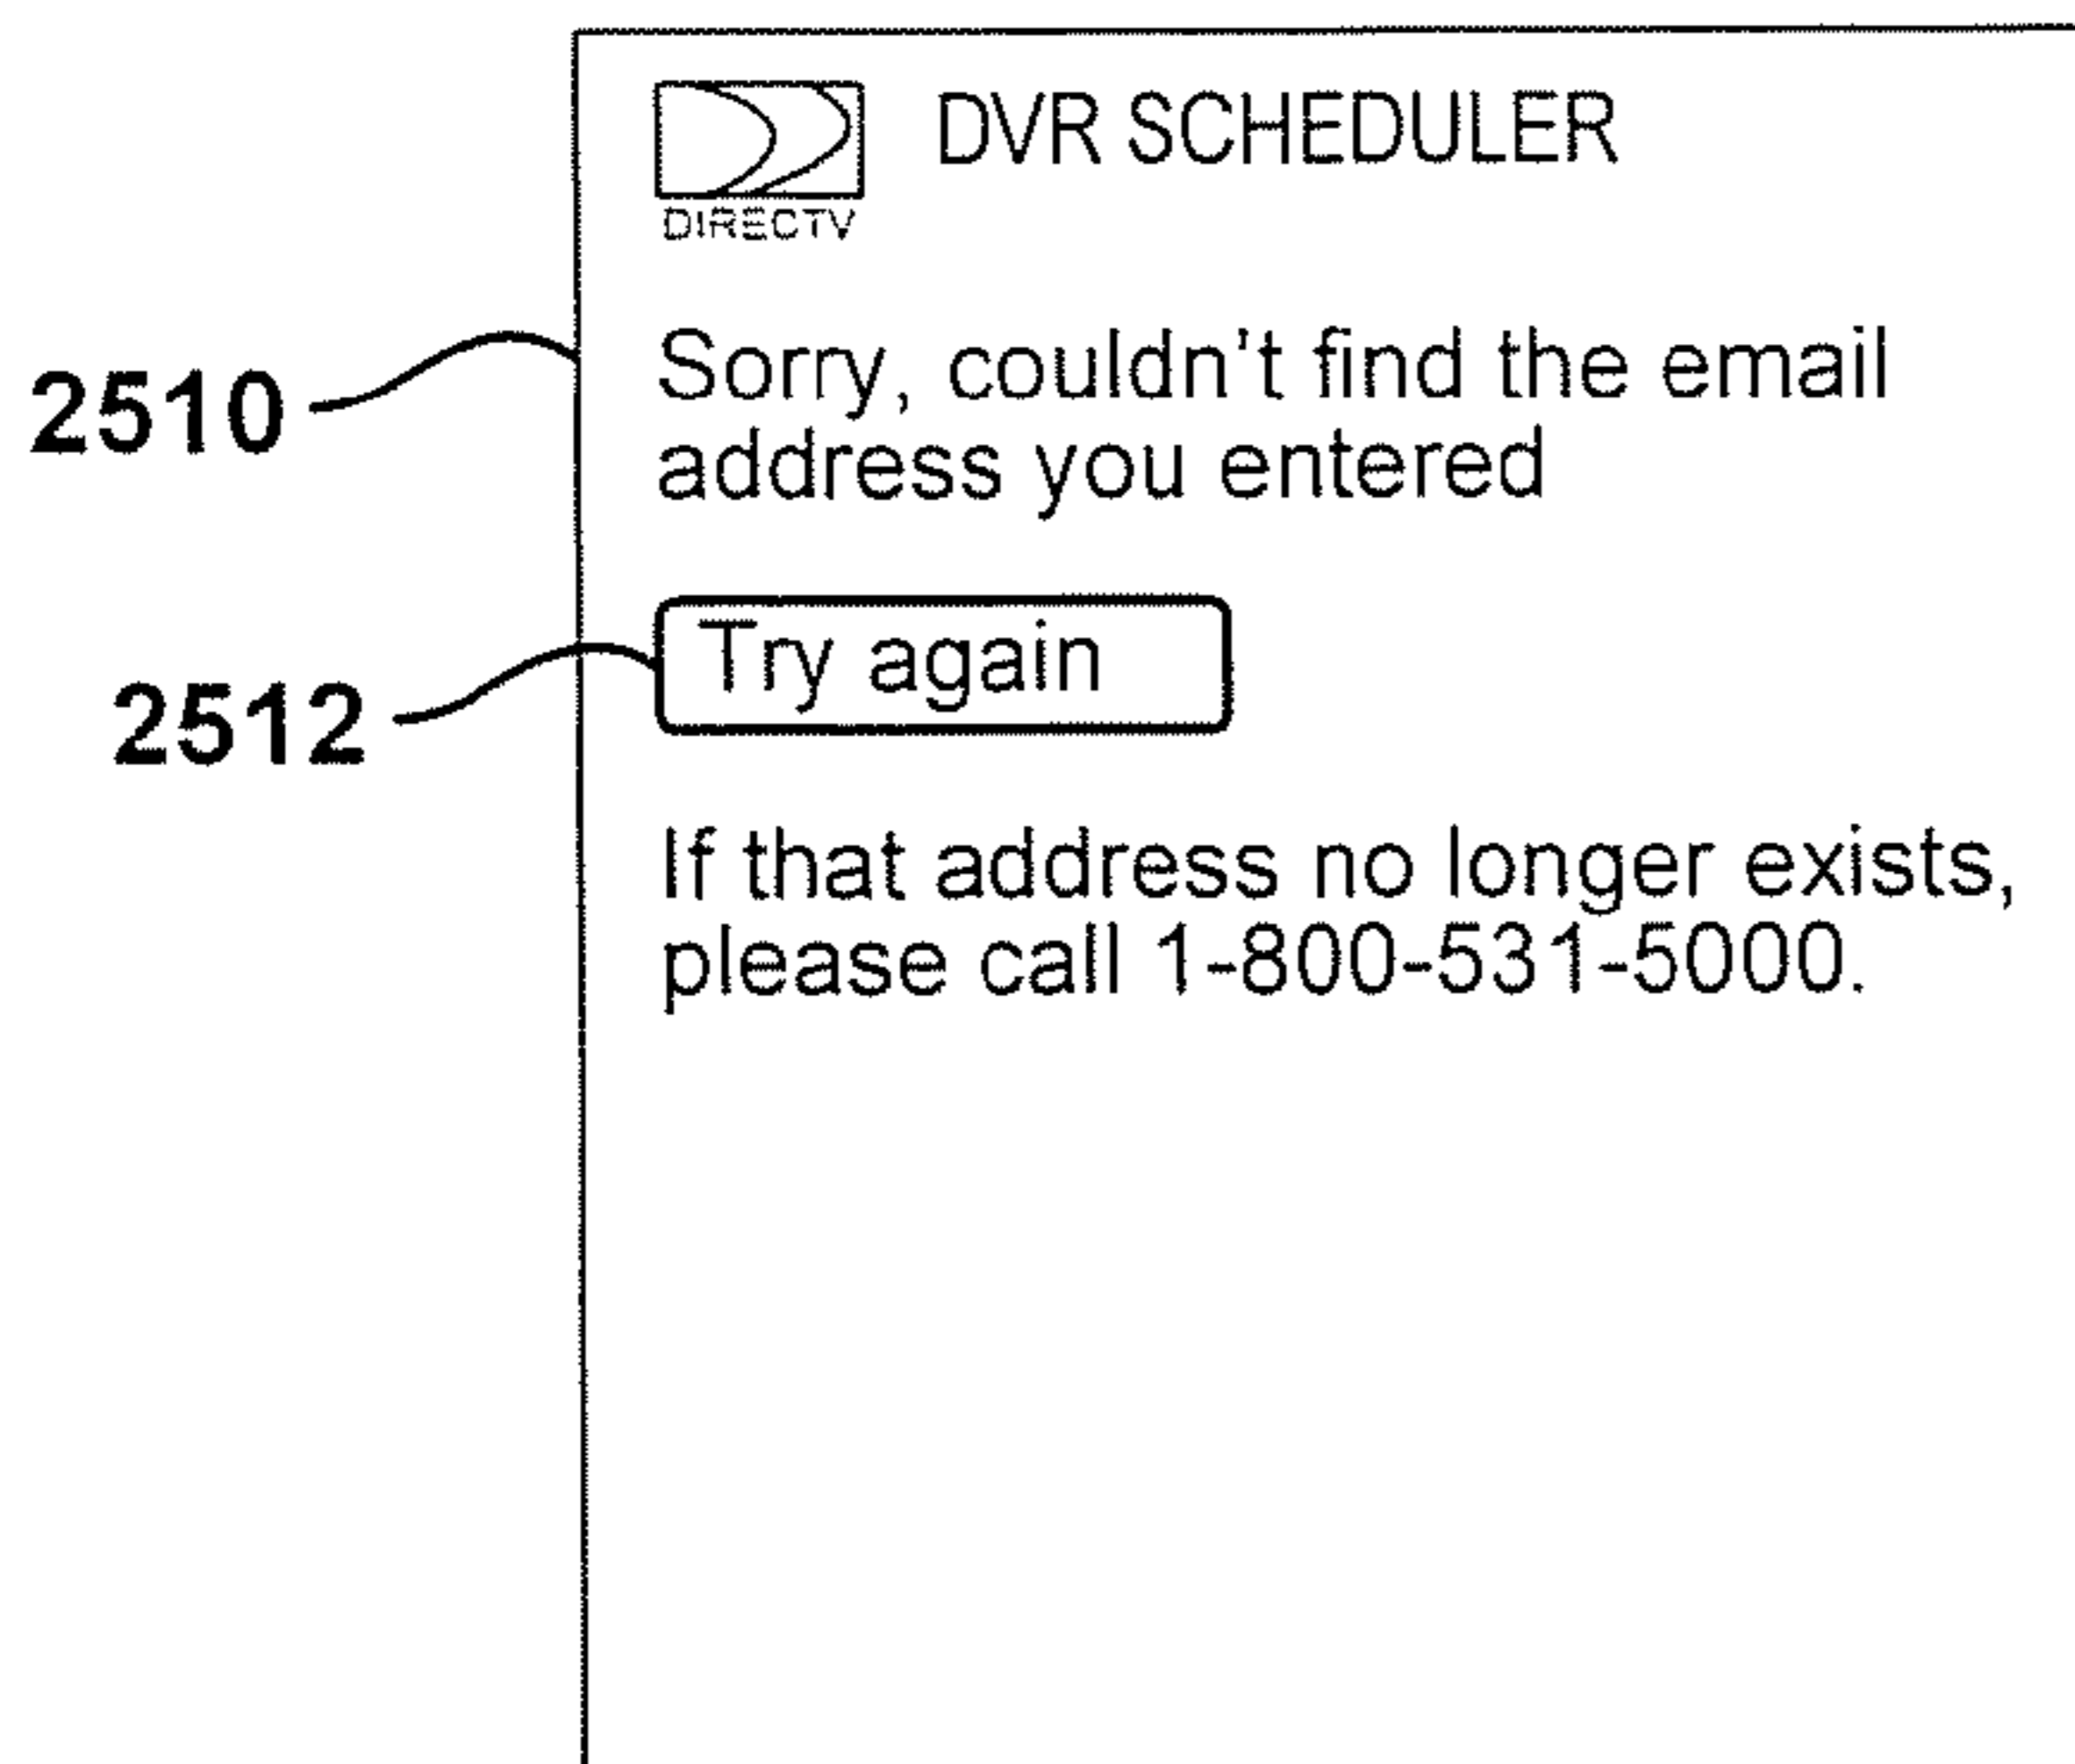 DVR SCHEDULER
DIRECTV
2510
Sorry, couldn't find the email
address you entered
2512
Try again
If that address no longer exists,
please call 1-800-531-5000.